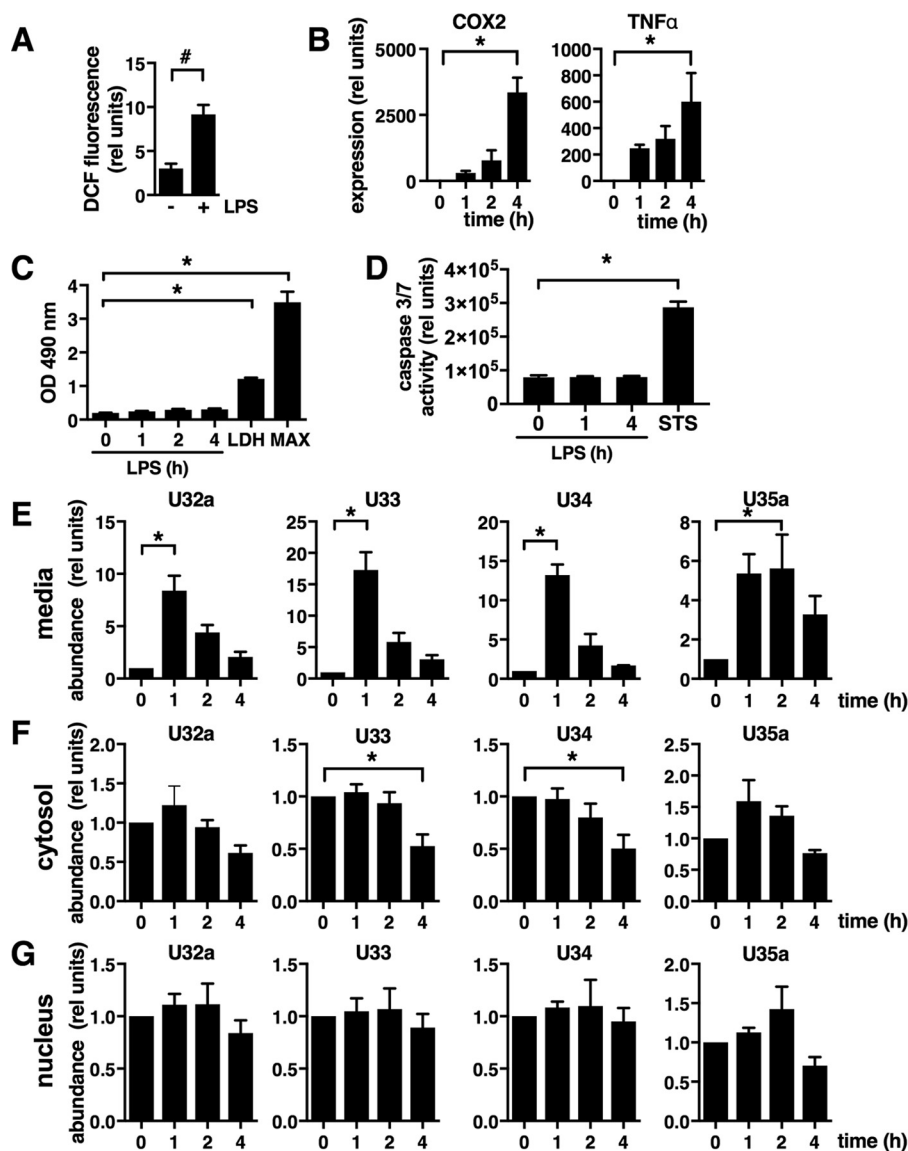 A
DCF fluorescence
(rel units)
15
10
5
0
#
- + LPS
B
expression (rel units)
COX2
5000
2500
0
*
0 1 2 4
time (h)
TNFα
1000
800
600
400
200
0
*
0 1 2 4
time (h)
C
OD 490 nm
4
3
2
1
0
*
*
0 1 2 4 LDH MAX
LPS (h)
D
caspase 3/7
activity (rel units)
4×10⁵
3×10⁵
2×10⁵
1×10⁵
0
*
0 1 4 STS
LPS (h)
E
media
abundance (rel units)
U32a
15
10
5
0
*
0 1 2 4
U33
25
20
15
10
5
0
*
0 1 2 4
U34
20
15
10
5
0
*
0 1 2 4
U35a
8
6
4
2
0
*
0 1 2 4 time (h)
F
cytosol
abundance (rel units)
U32a
2.0
1.5
1.0
0.5
0.0
0 1 2 4
U33
1.5
1.0
0.5
0.0
*
0 1 2 4
U34
1.5
1.0
0.5
0.0
*
0 1 2 4
U35a
2.5
2.0
1.5
1.0
0.5
0.0
0 1 2 4 time (h)
G
nucleus
abundance (rel units)
U32a
1.5
1.0
0.5
0.0
0 1 2 4
U33
1.5
1.0
0.5
0.0
0 1 2 4
U34
1.5
1.0
0.5
0.0
0 1 2 4
U35a
2.0
1.5
1.0
0.5
0.0
0 1 2 4 time (h)